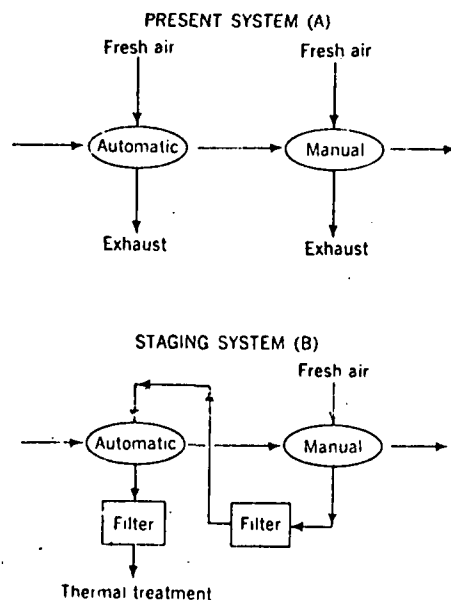 PRESENT SYSTEM (A)
Fresh air Fresh air
Automatic Manual
Exhaust Exhaust
STAGING SYSTEM (B)
Fresh air
Automatic Manual
Filter Filter
Thermal treatment